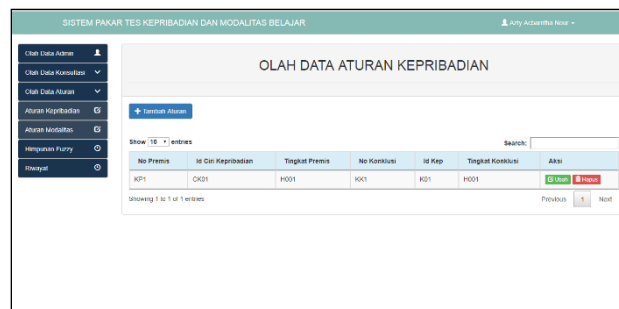 SISTEM PAKAR TES KEPRIBADIAN DAN MODALITAS BELAJAR
Olah Data Admin
Olah Data Konsultasi
Olah Data Aturan
Aturan Kepribadian
Aturan Modalitas
Himpunan Fuzzy
Riwayat
OLAH DATA ATURAN KEPRIBADIAN
Tambah Aturan
Show 10 entries
Search:
No Premis Id Ciri Kepribadian Tingkat Premis No Konklusi Id Kep Tingkat Konklusi Aksi
KP1 CK01 H001 KK1 K01 H001 Ubah Hapus
Showing 1 to 1 of 1 entries
Previous 1 Next